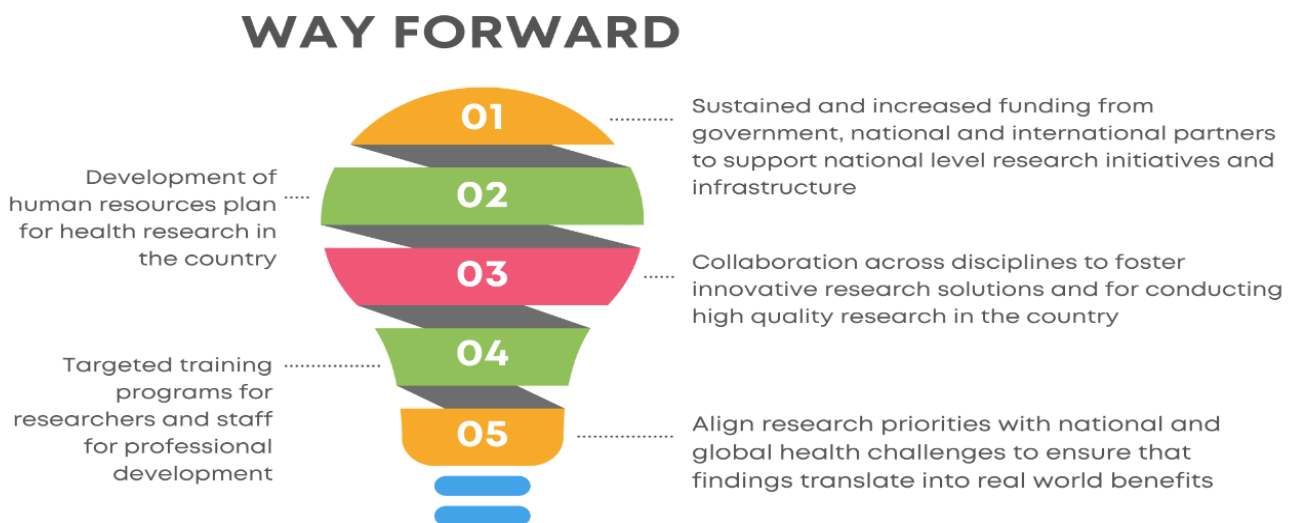 WAY FORWARD
01
Sustained and increased funding from
government, national and international partners
to support national level research initiatives and
infrastructure
Development of
human resources plan
for health research in
the country
02
03
Collaboration across disciplines to foster
innovative research solutions and for conducting
high quality research in the country
Targeted training
programs for
researchers and staff
for professional
development
04
05
Align research priorities with national and
global health challenges to ensure that
findings translate into real world benefits